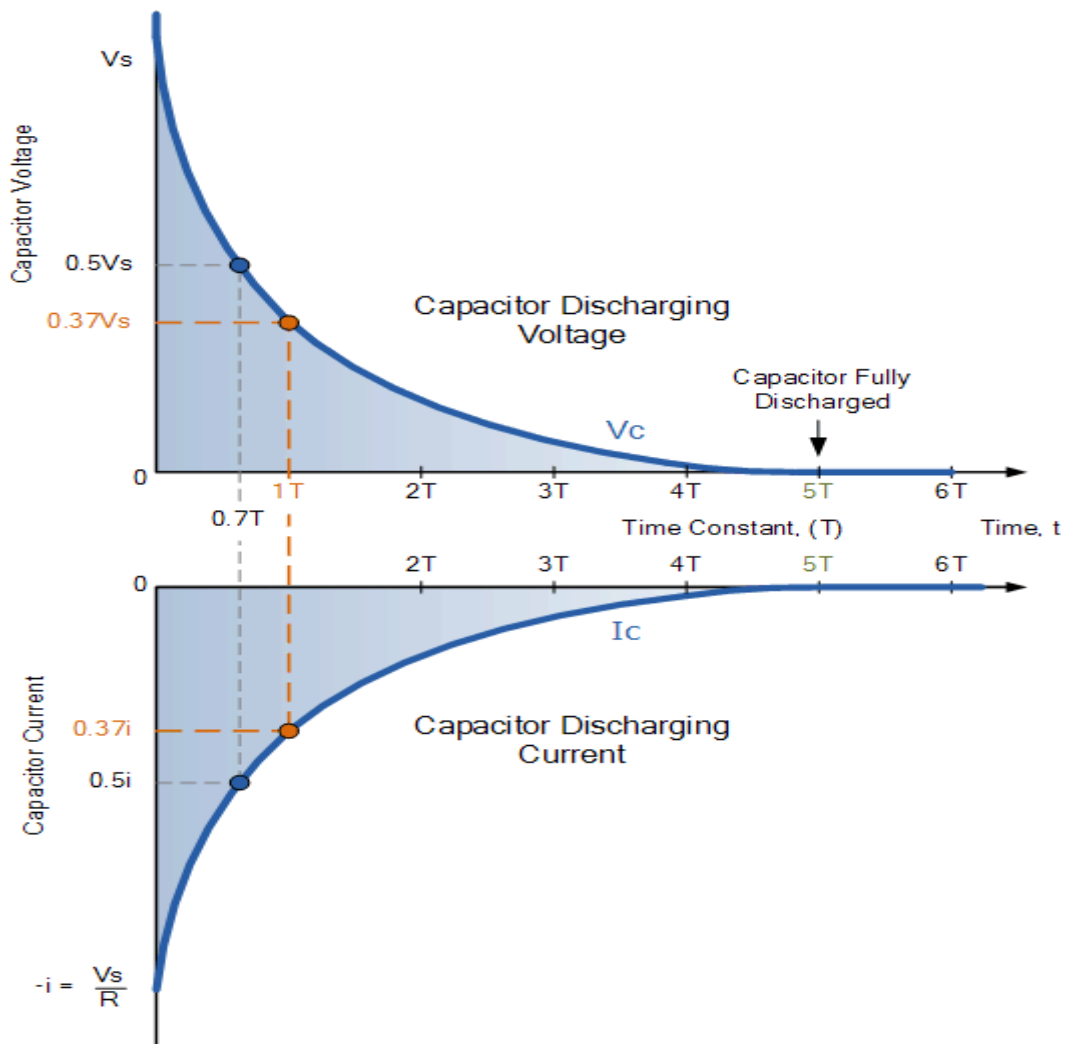 Vs
Capacitor Voltage
0.5Vs
0.37Vs
Capacitor Discharging
Voltage
Capacitor Fully
Discharged
Vc
0
1T
2T
3T
4T
5T
6T
0.7T
Time Constant, (T)
Time, t
2T
3T
4T
5T
6T
0
Ic
Capacitor Current
0.37i
0.5i
Capacitor Discharging
Current
-i = Vs
R